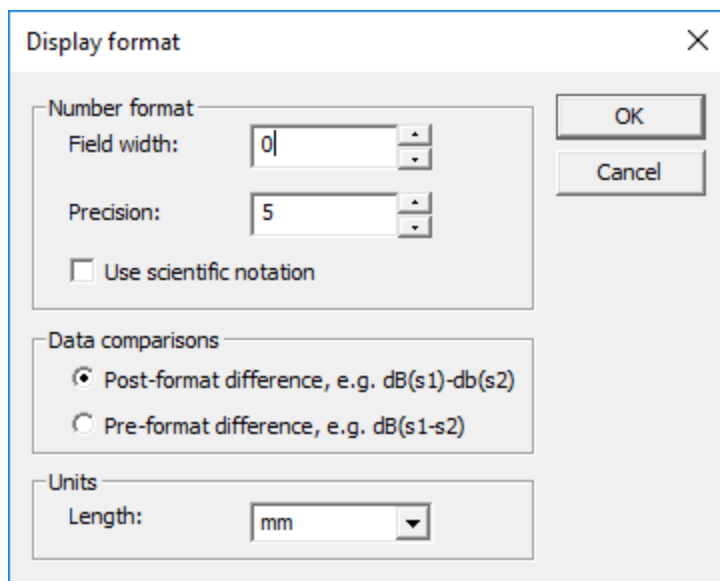 Display format
Number format
Field width: 0
Precision: 5
Use scientific notation
OK
Cancel
Data comparisons
Post-format difference, e.g. dB(s1)-db(s2)
Pre-format difference, e.g. dB(s1-s2)
Units
Length: mm